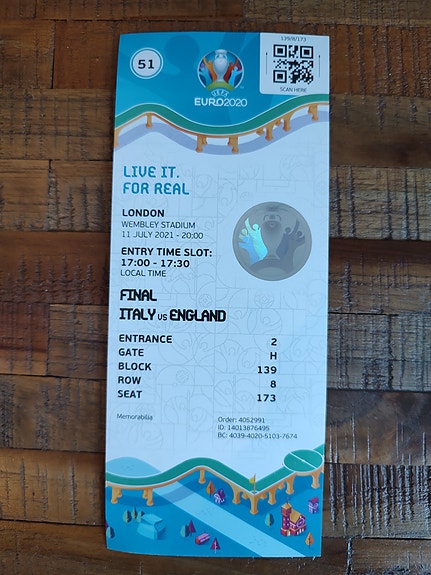 51
139/8/173
SCAN HERE
UEFA
EURO2020
LIVE IT.
FOR REAL
LONDON
WEMBLEY STADIUM
11 JULY 2021 - 20:00
ENTRY TIME SLOT:
17:00 - 17:30
LOCAL TIME
FINAL
ITALY VS ENGLAND
ENTRANCE 2
GATE H
BLOCK 139
ROW 8
SEAT 173
Memorabilia
Order: 4052991
ID: 14013876495
BC: 4039-4020-5103-7674